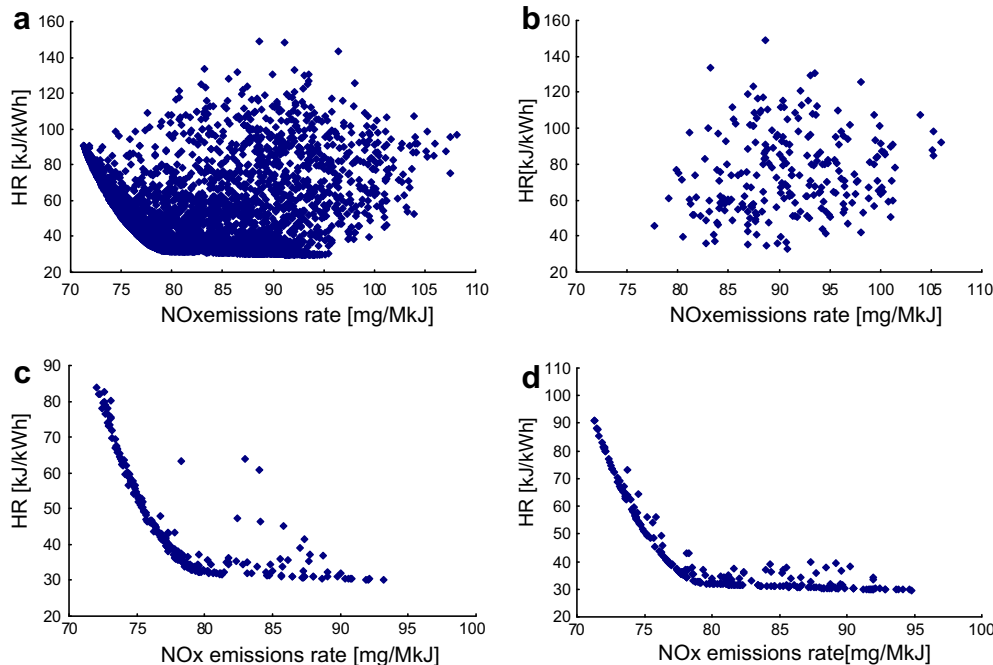 a
HR [kJ/kWh]
160
140
120
100
80
60
40
20
70 75 80 85 90 95 100 105 110
NOxemissions rate [mg/MkJ]
b
HR[kJ/kWh]
160
140
120
100
80
60
40
20
70 75 80 85 90 95 100 105 110
NOxemissions rate [mg/MkJ]
c
HR [kJ/kWh]
90
80
70
60
50
40
30
20
70 75 80 85 90 95 100
NOx emissions rate [mg/MkJ]
d
HR [kJ/kWh]
110
100
90
80
70
60
50
40
30
20
70 75 80 85 90 95 100
NOx emissions rate[mg/MkJ]